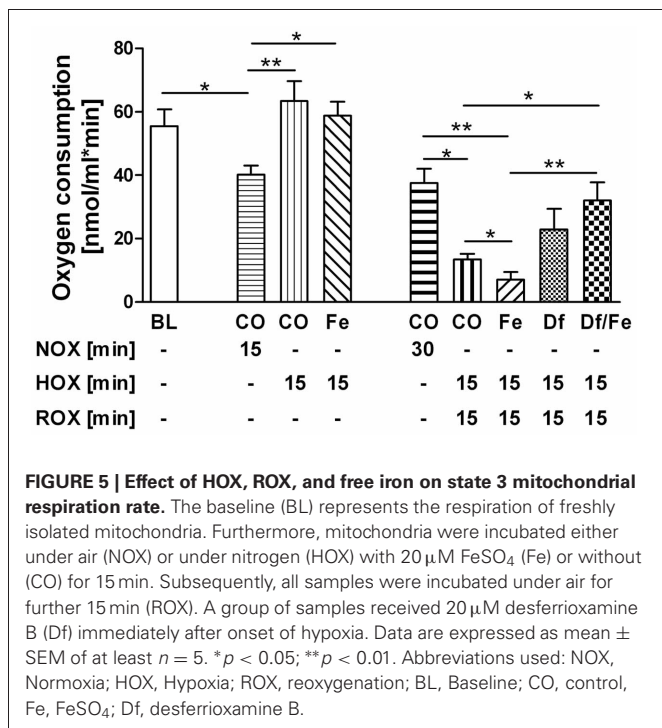 Oxygen consumption
[nmol/ml*min]
80
60
40
20
0
*
*
**
*
**
*
*
**
BL CO CO Fe CO CO Fe Df Df/Fe
NOX [min] - 15 - - 30 - - - -
HOX [min] - - 15 15 - 15 15 15 15
ROX [min] - - - - - 15 15 15 15
FIGURE 5 | Effect of HOX, ROX, and free iron on state 3 mitochondrial
respiration rate. The baseline (BL) represents the respiration of freshly
isolated mitochondria. Furthermore, mitochondria were incubated either
under air (NOX) or under nitrogen (HOX) with 20 μM FeSO₄ (Fe) or without
(CO) for 15 min. Subsequently, all samples were incubated under air for
further 15 min (ROX). A group of samples received 20 μM desferrioxamine
B (Df) immediately after onset of hypoxia. Data are expressed as mean ±
SEM of at least n = 5. *p < 0.05; **p < 0.01. Abbreviations used: NOX,
Normoxia; HOX, Hypoxia; ROX, reoxygenation; BL, Baseline; CO, control,
Fe, FeSO₄; Df, desferrioxamine B.